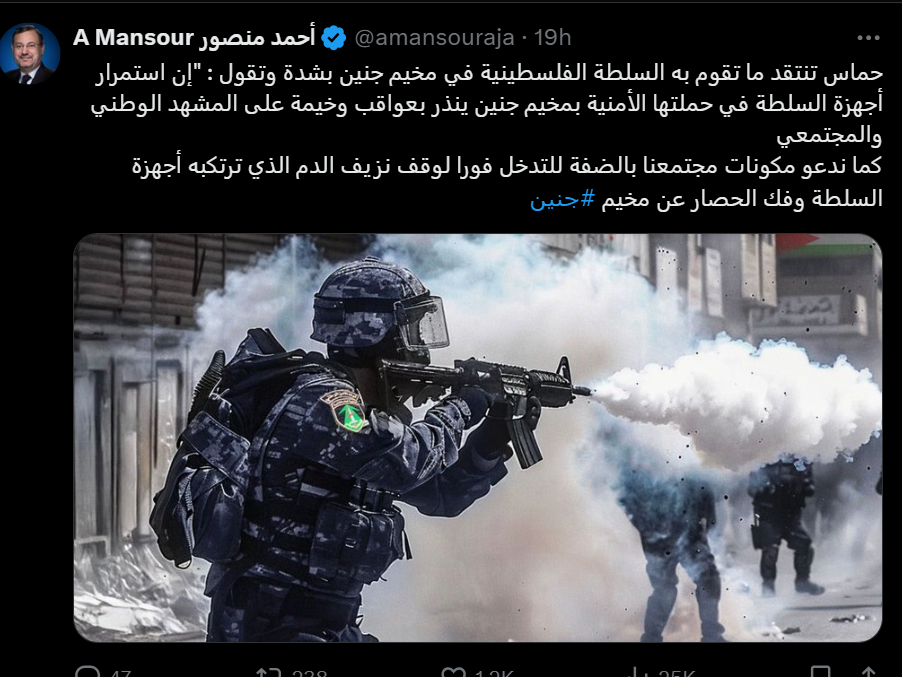 A Mansour أحمد منصور @amansouraja · 19h
حماس تنتقد ما تقوم به السلطة الفلسطينية في مخيم جنين بشدة وتقول : "إن استمرار
أجهزة السلطة في حملتها الأمنية بمخيم جنين ينذر بعواقب وخيمة على المشهد الوطني
والمجتمعي
كما ندعو مكونات مجتمعنا بالضفة للتدخل فورا لوقف نزيف الدم الذي ترتكبه أجهزة
السلطة وفك الحصار عن مخيم #جنين